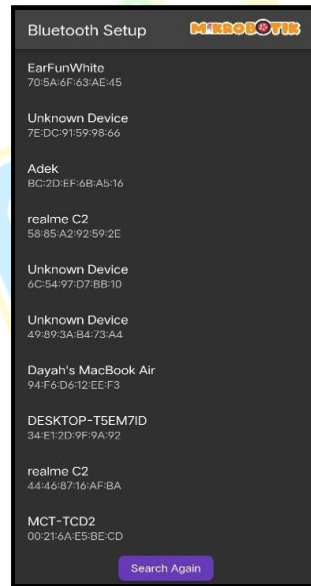 Bluetooth Setup
MiKROBOTiK
EarFunWhite
70:5A:6F:63:AE:45
Unknown Device
7E:DC:91:59:98:66
Adek
BC:2D:EF:6B:A5:16
realme C2
58:85:A2:92:59:2E
Unknown Device
6C:54:97:D7:BB:10
Unknown Device
49:89:3A:B4:73:A4
Dayah's MacBook Air
94:F6:D6:12:EE:F3
DESKTOP-T5EM7ID
34:E1:2D:9F:9A:92
realme C2
44:46:87:16:AF:BA
MCT-TCD2
00:21:6A:E5:BE:CD
Search Again